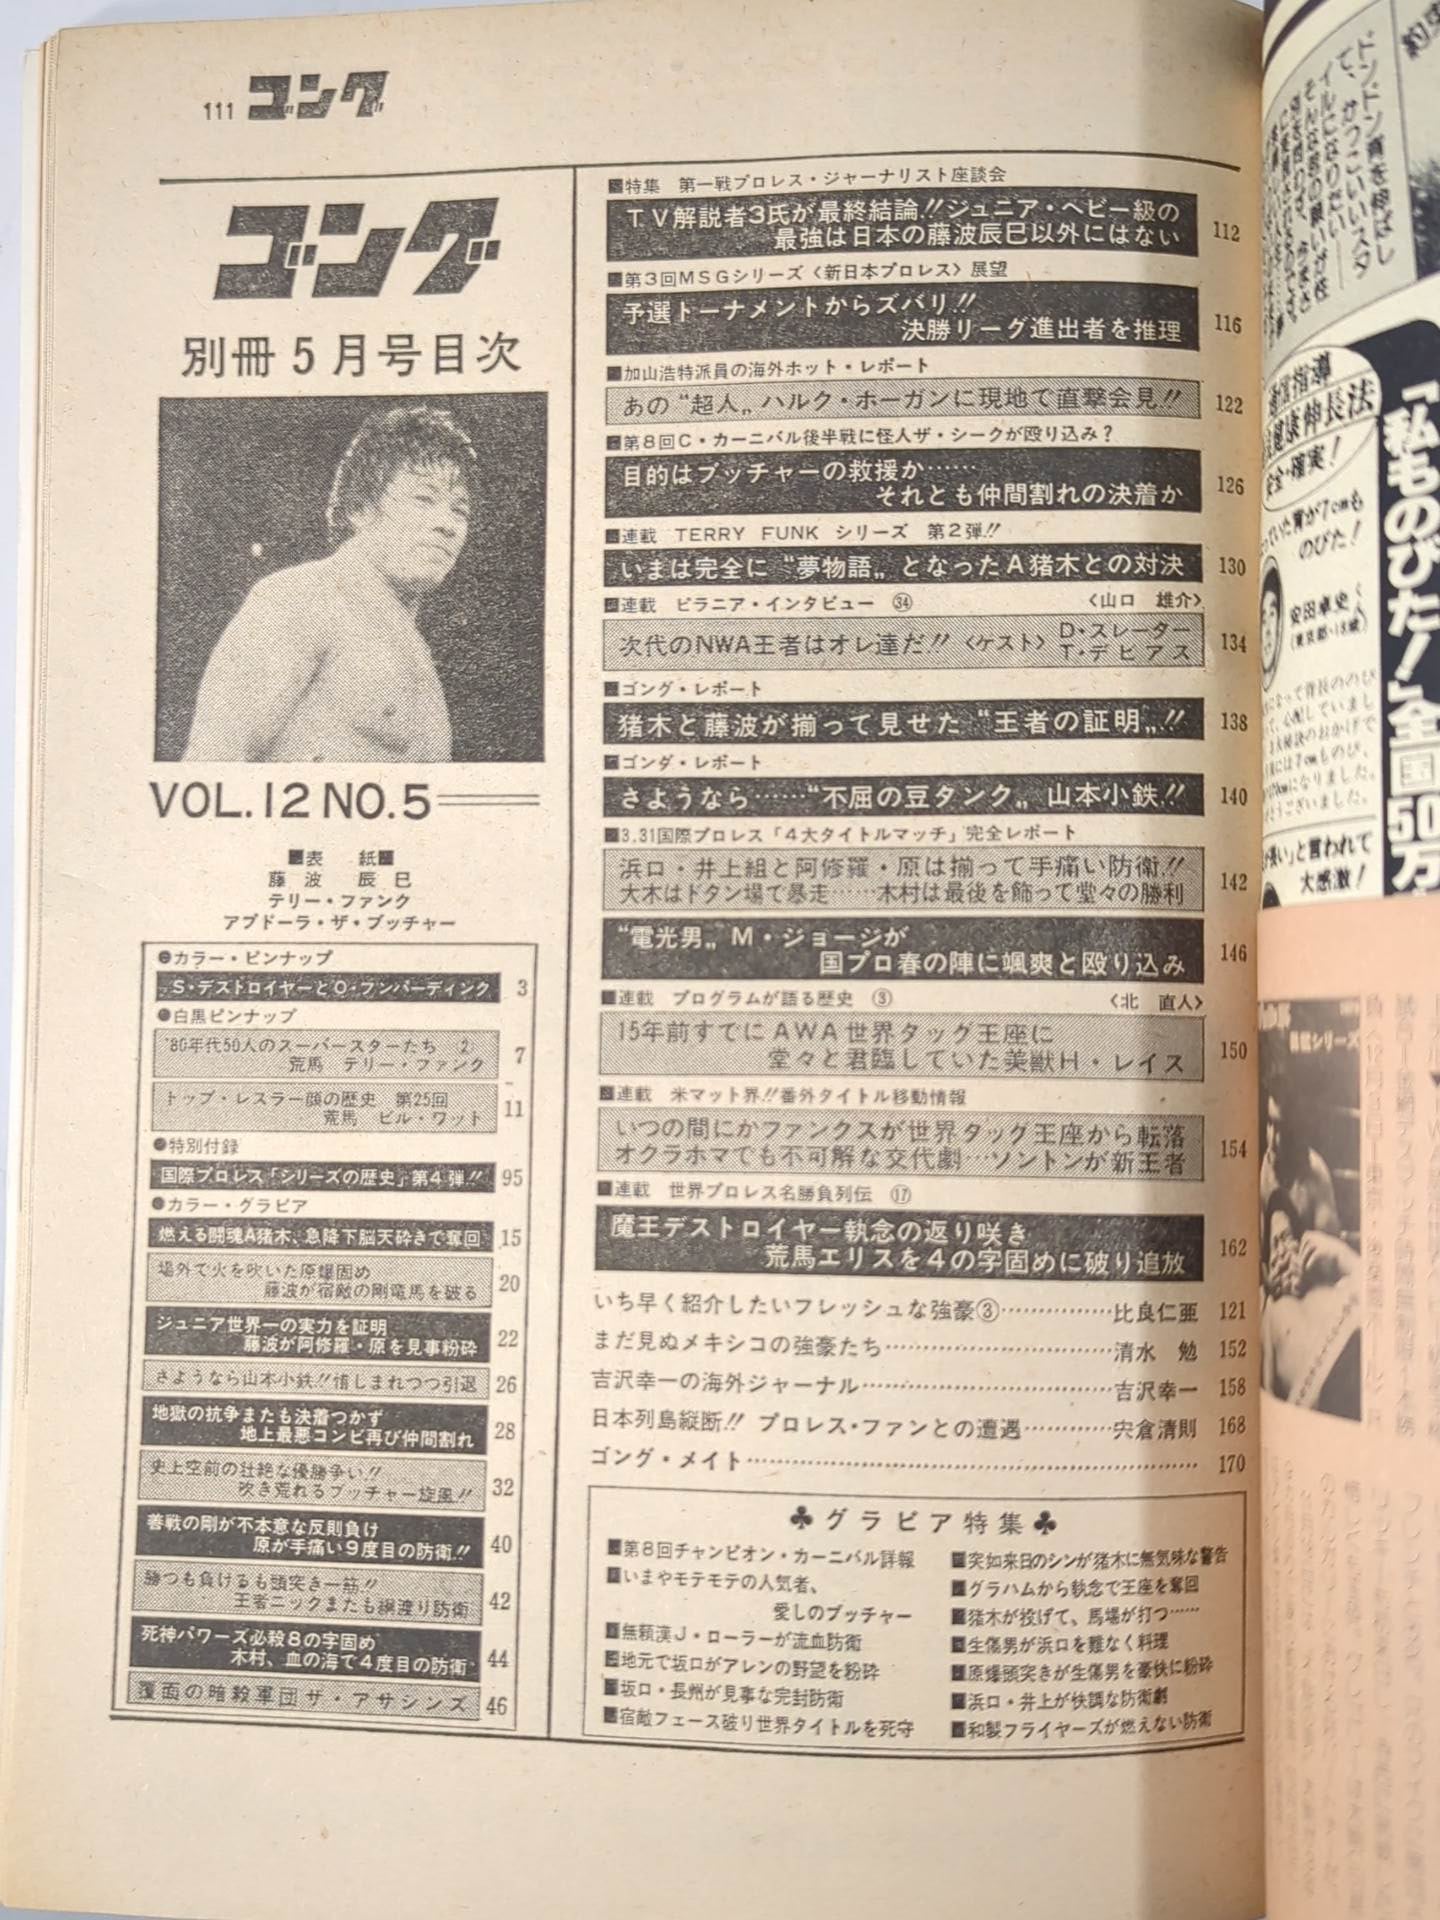 111 ゴング
ゴング
別冊5月号目次
VOL.12 NO.5
■表　紙■
藤波辰巳
テリー・ファンク
アブドーラ・ザ・ブッチャー
●カラー・ピンナップ
S・デストロイヤーとO・フンパーディンク 3
●白黒ピンナップ
'80年代50人のスーパースターたち ②
荒馬 テリー・ファンク 7
トップ・レスラー顔の歴史 第25回
荒馬 ビル・ワット 11
●特別付録
国際プロレス「シリーズの歴史」第4弾!! 95
●カラー・グラビア
燃える闘魂A猪木、急降下脳天砕きで奪回 15
場外で火を吹いた原爆固め
藤波が宿敵の剛竜馬を破る 20
ジュニア世界一の実力を証明
藤波が阿修羅・原を見事粉砕 22
さようなら山本小鉄!!惜しまれつつ引退 26
地獄の抗争またも決着つかず
地上最悪コンビ再び仲間割れ 28
史上空前の壮絶な優勝争い!!
吹き荒れるブッチャー旋風!! 32
善戦の剛が不本意な反則負け
原が手痛い9度目の防衛!! 40
勝つも負けるも頭突き一筋!!
王者ニックまたも綱渡り防衛 42
死神パワーズ必殺8の字固め
木村、血の海で4度目の防衛 44
覆面の暗殺軍団ザ・アサシンズ 46
■特集 第一戦プロレス・ジャーナリスト座談会
TV解説者3氏が最終結論!!ジュニア・ヘビー級の
最強は日本の藤波辰巳以外にはない 112
■第3回MSGシリーズ〈新日本プロレス〉展望
予選トーナメントからズバリ!!
決勝リーグ進出者を推理 116
■加山浩特派員の海外ホット・レポート
あの“超人„ハルク・ホーガンに現地で直撃会見!! 122
■第8回C・カーニバル後半戦に怪人ザ・シークが殴り込み?
目的はブッチャーの救援か……
それとも仲間割れの決着か 126
■連載 TERRY FUNK シリーズ 第2弾!!
いまは完全に“夢物語„となったA猪木との対決 130
■連載 ピラニア・インタビュー ㉞ 〈山口 雄介〉
次代のNWA王者はオレ達だ!!〈ゲスト〉D・スレーター
T・デビアス 134
■ゴング・レポート
猪木と藤波が揃って見せた“王者の証明„!! 138
■ゴング・レポート
さようなら……“不屈の豆タンク„山本小鉄!! 140
■3.31国際プロレス「4大タイトルマッチ」完全レポート
浜口・井上組と阿修羅・原は揃って手痛い防衛!!
大木はドタン場で暴走……木村は最後を飾って堂々の勝利 142
“電光男„M・ジョージが
国プロ春の陣に颯爽と殴り込み 146
■連載 プログラムが語る歴史 ③ 〈北 直人〉
15年前すでにAWA世界タッグ王座に
堂々と君臨していた美獣H・レイス 150
■連載 米マット界!!番外タイトル移動情報
いつの間にかファンクスが世界タッグ王座から転落
オクラホマでも不可解な交代劇…ソントンが新王者 154
■連載 世界プロレス名勝負列伝 ⑰
魔王デストロイヤー執念の返り咲き
荒馬エリスを4の字固めに破り追放 162
いち早く紹介したいフレッシュな強豪③……………比良仁亜 121
まだ見ぬメキシコの強豪たち……………清水 勉 152
吉沢幸一の海外ジャーナル……………吉沢幸一 158
日本列島縦断!! プロレス・ファンとの遭遇…………宍倉清則 168
ゴング・メイト…………………… 170
♣グラビア特集♣
■第8回チャンピオン・カーニバル詳報
■いまやモテモテの人気者、
愛しのブッチャー
■無頼漢J・ローラーが流血防衛
■地元で坂口がアレンの野望を粉砕
■坂口・長州が見事な完封防衛
■宿敵フェース破り世界タイトルを死守
■突如来日のシンが猪木に無気味な警告
■グラハムから執念で王座を奪回
■猪木が投げて、馬場が打つ……
■生傷男が浜口を難なく料理
■原爆頭突きが生傷男を豪快に粉砕
■浜口・井上が快調な防衛劇
■和製フライヤーズが燃えない防衛
「私ものびた!」全国50万
健康伸長法
安全・確実!
っていた背が7cmも
のびた!
安田卓史くん
(東京都・18歳)
大感激!